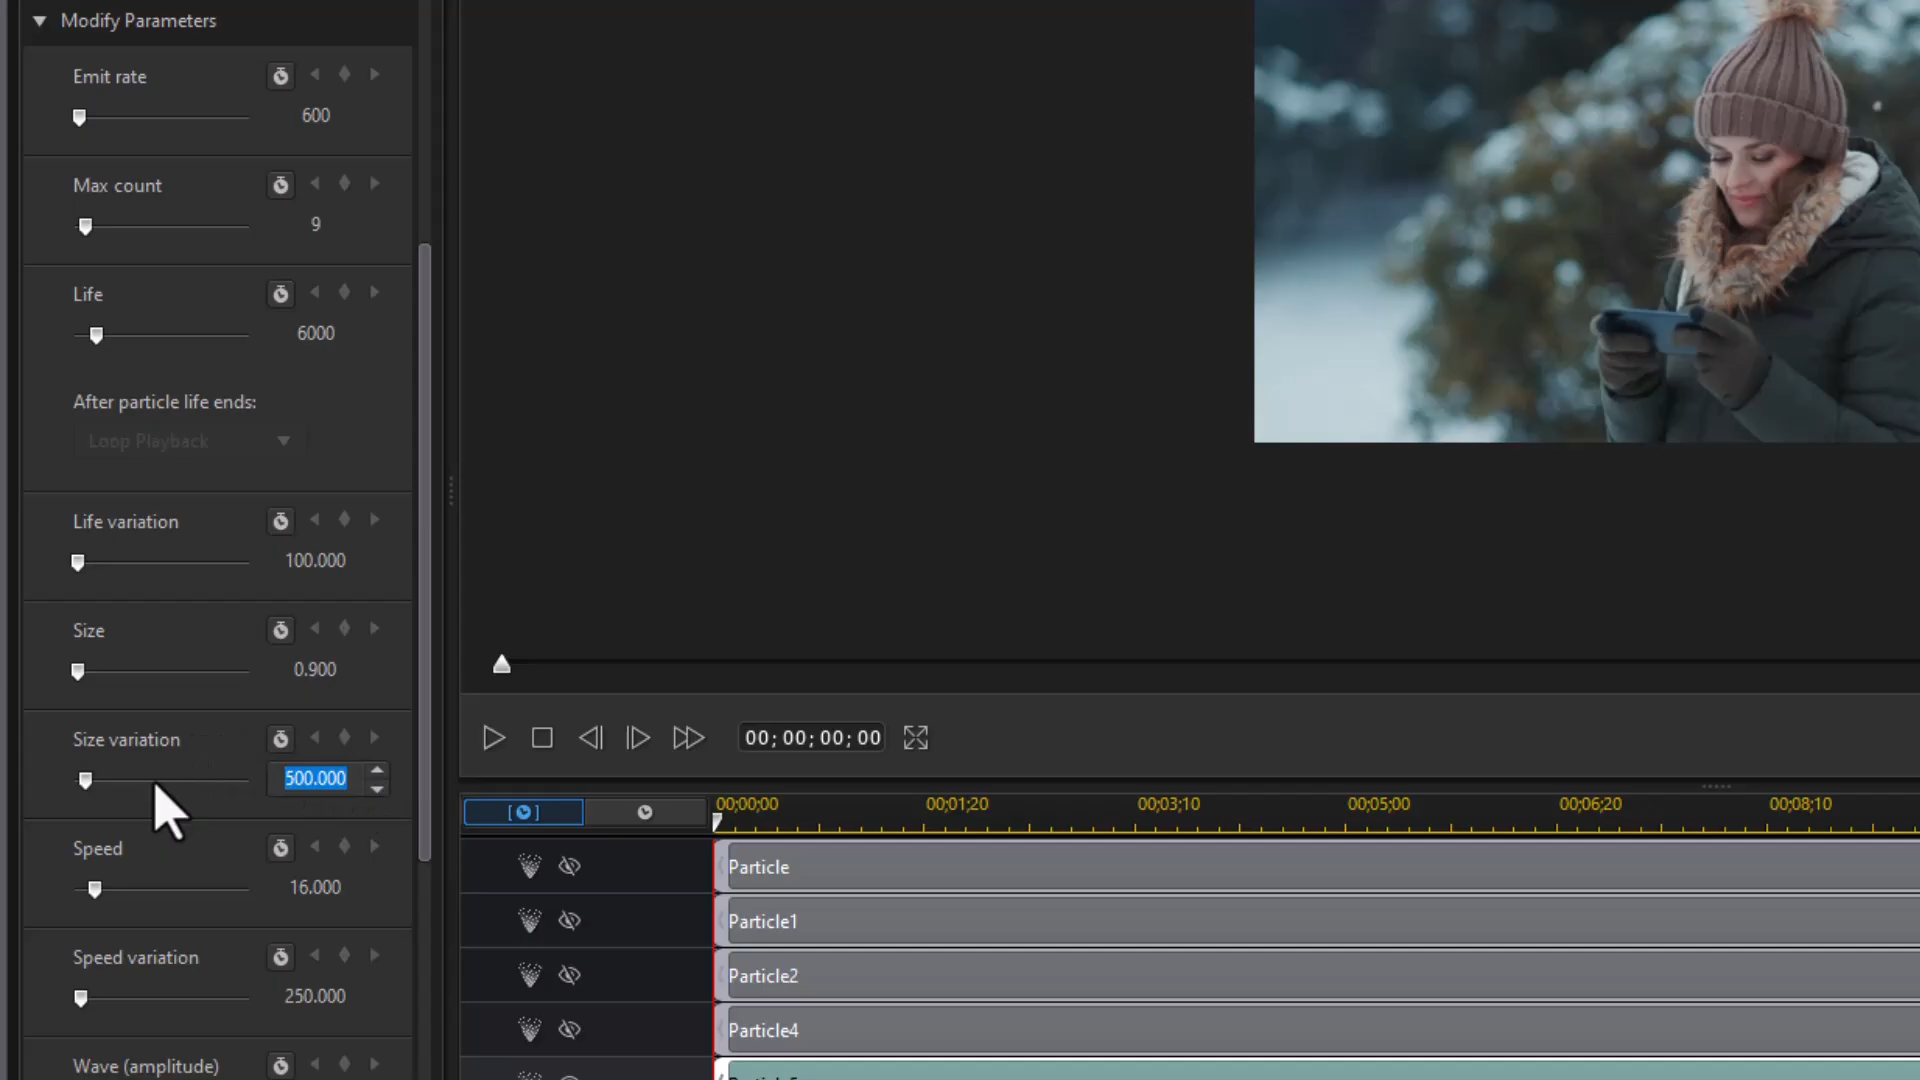 Modify Parameters
Emit rate
600
Max count
9
Life
6000
After particle life ends:
Loop Playback
Life variation
100.000
Size
0.900
Size variation
500.000
Speed
16.000
Speed variation
250.000
Wave (amplitude)
00;00;00;00
00;00;00 00;01;20 00;03;10 00;05;00 00;06;20 00;08;10
Particle
Particle1
Particle2
Particle4